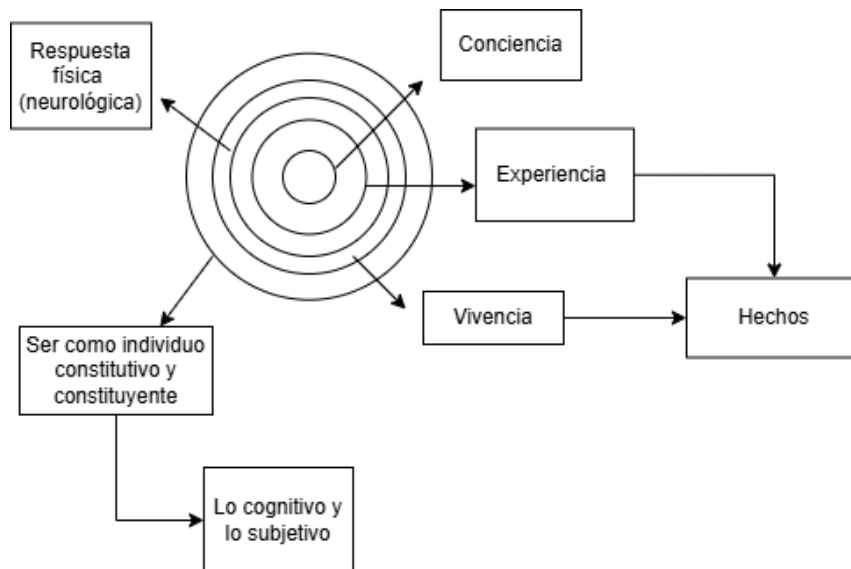 Respuesta
física
(neurológica)
Conciencia
Experiencia
Vivencia
Hechos
Ser como individuo
constitutivo y
constituyente
Lo cognitivo y
lo subjetivo